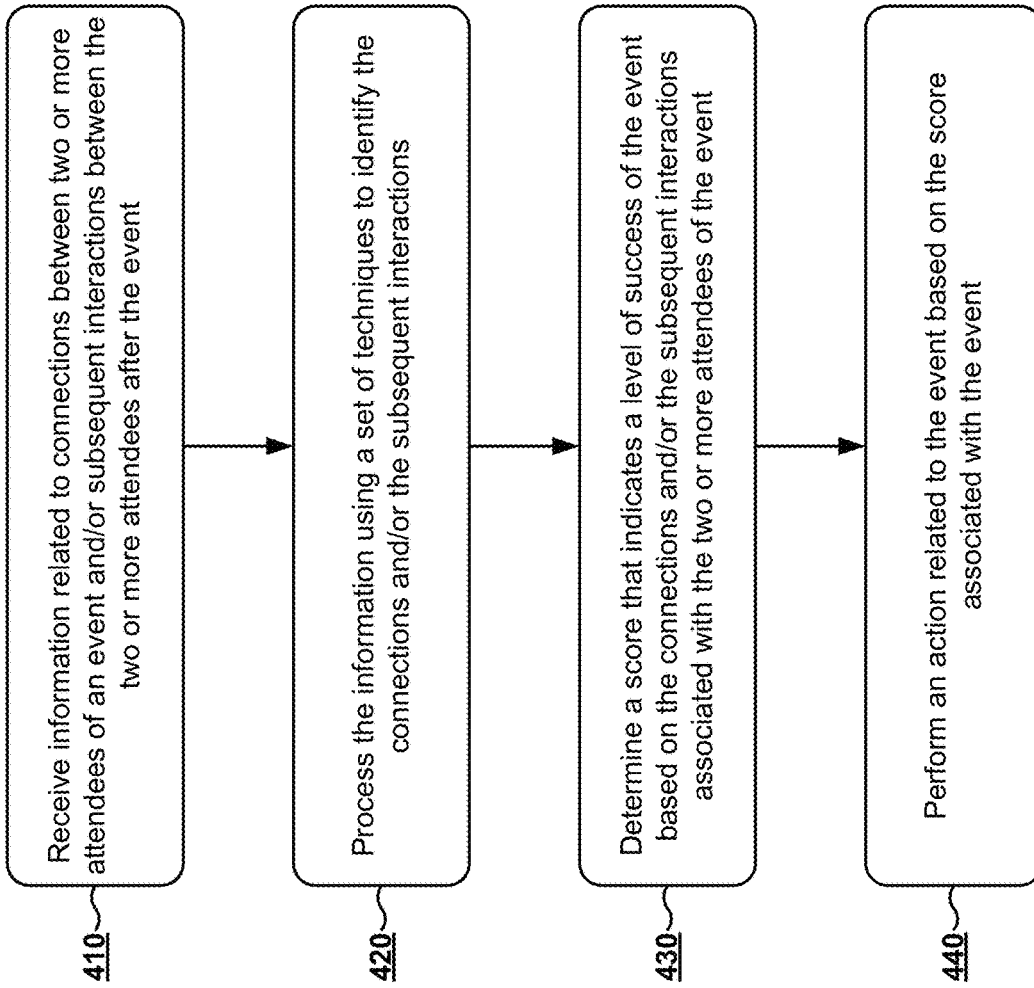 410
Receive information related to connections between two or more
attendees of an event and/or subsequent interactions between the
two or more attendees after the event
420
Process the information using a set of techniques to identify the
connections and/or the subsequent interactions
430
Determine a score that indicates a level of success of the event
based on the connections and/or the subsequent interactions
associated with the two or more attendees of the event
440
Perform an action related to the event based on the score
associated with the event